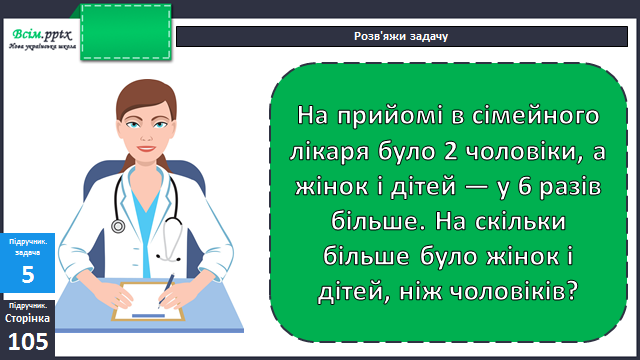 Всім.pptx
Нова українська школа
Розв'яжи задачу
На прийомі в сімейного
лікаря було 2 чоловіки, а
жінок і дітей — у 6 разів
більше. На скільки
більше було жінок і
дітей, ніж чоловіків?
Підручник.
задача
5
Підручник.
Сторінка
105